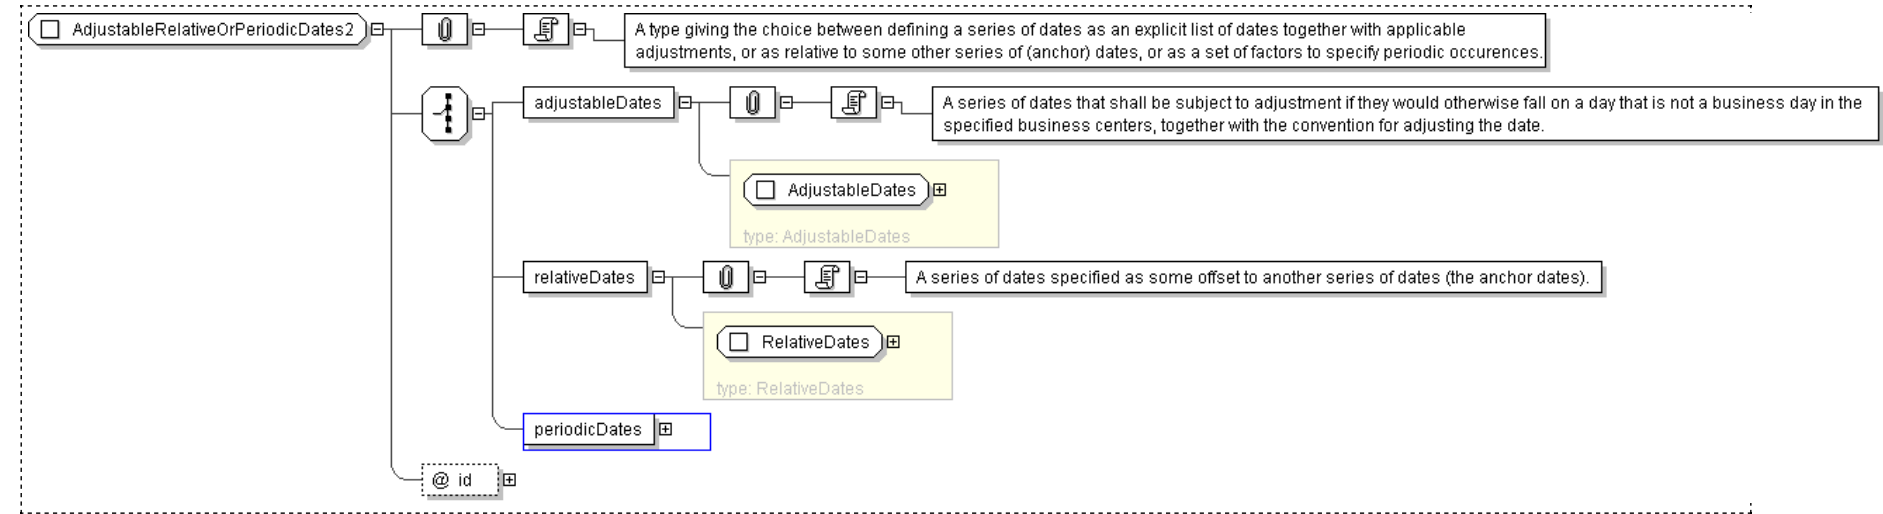 AdjustableRelativeOrPeriodicDates2
A type giving the choice between defining a series of dates as an explicit list of dates together with applicable
adjustments, or as relative to some other series of (anchor) dates, or as a set of factors to specify periodic occurences.
adjustableDates
A series of dates that shall be subject to adjustment if they would otherwise fall on a day that is not a business day in the
specified business centers, together with the convention for adjusting the date.
AdjustableDates
type: AdjustableDates
relativeDates
A series of dates specified as some offset to another series of dates (the anchor dates).
RelativeDates
type: RelativeDates
periodicDates
@ id